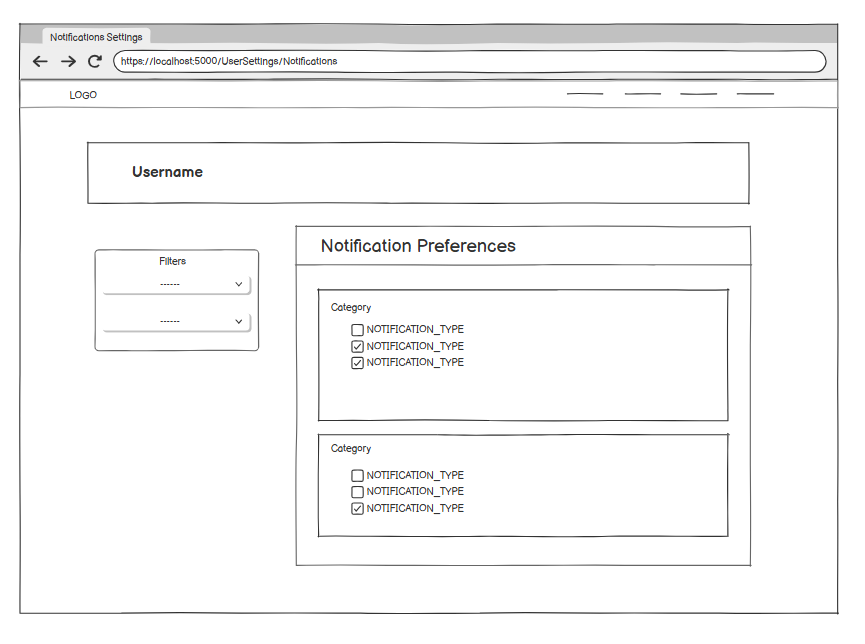 Notifications Settings
https://localhost:5000/UserSettings/Notifications
LOGO
Username
Filters
------
------
Notification Preferences
Category
NOTIFICATION_TYPE
NOTIFICATION_TYPE
NOTIFICATION_TYPE
Category
NOTIFICATION_TYPE
NOTIFICATION_TYPE
NOTIFICATION_TYPE